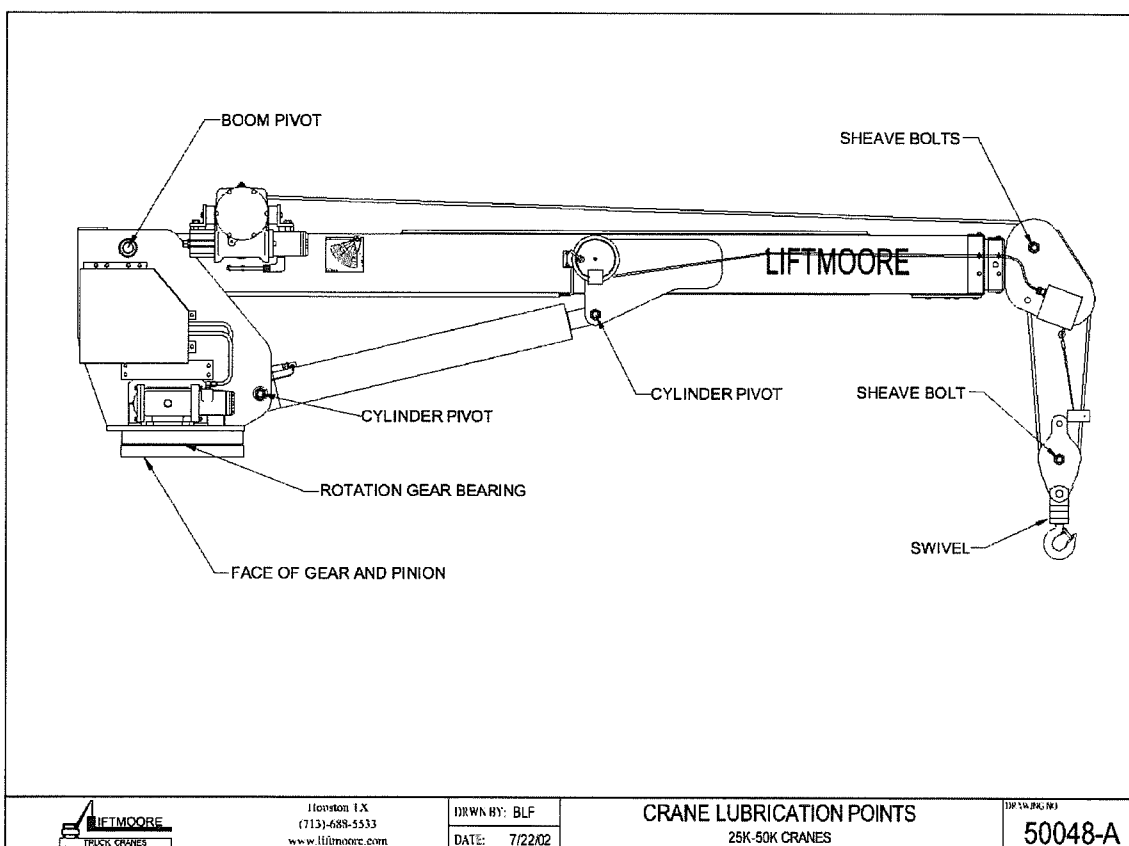 BOOM PIVOT
SHEAVE BOLTS
LIFTMOORE
CYLINDER PIVOT
SHEAVE BOLT
CYLINDER PIVOT
ROTATION GEAR BEARING
SWIVEL
FACE OF GEAR AND PINION
LIFTMOORE
TRUCK CRANES
Houston TX
(713)-688-5533
www.liftmoore.com
DRWN BY: BLF
DATE: 7/22/02
CRANE LUBRICATION POINTS
25K-50K CRANES
DRAWING NO
50048-A